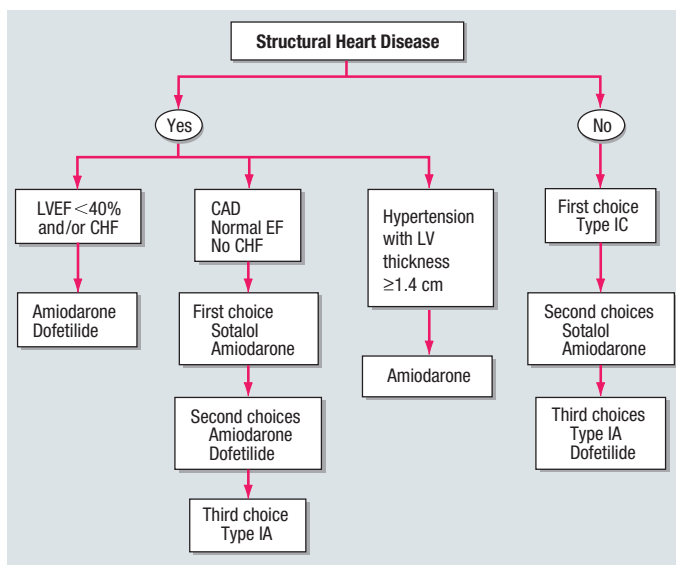 Structural Heart Disease
Yes
No
LVEF <40%
and/or CHF
Amiodarone
Dofetilide
CAD
Normal EF
No CHF
First choice
Sotalol
Amiodarone
Second choices
Amiodarone
Dofetilide
Third choice
Type IA
Hypertension
with LV
thickness
≥1.4 cm
Amiodarone
First choice
Type IC
Second choices
Sotalol
Amiodarone
Third choices
Type IA
Dofetilide